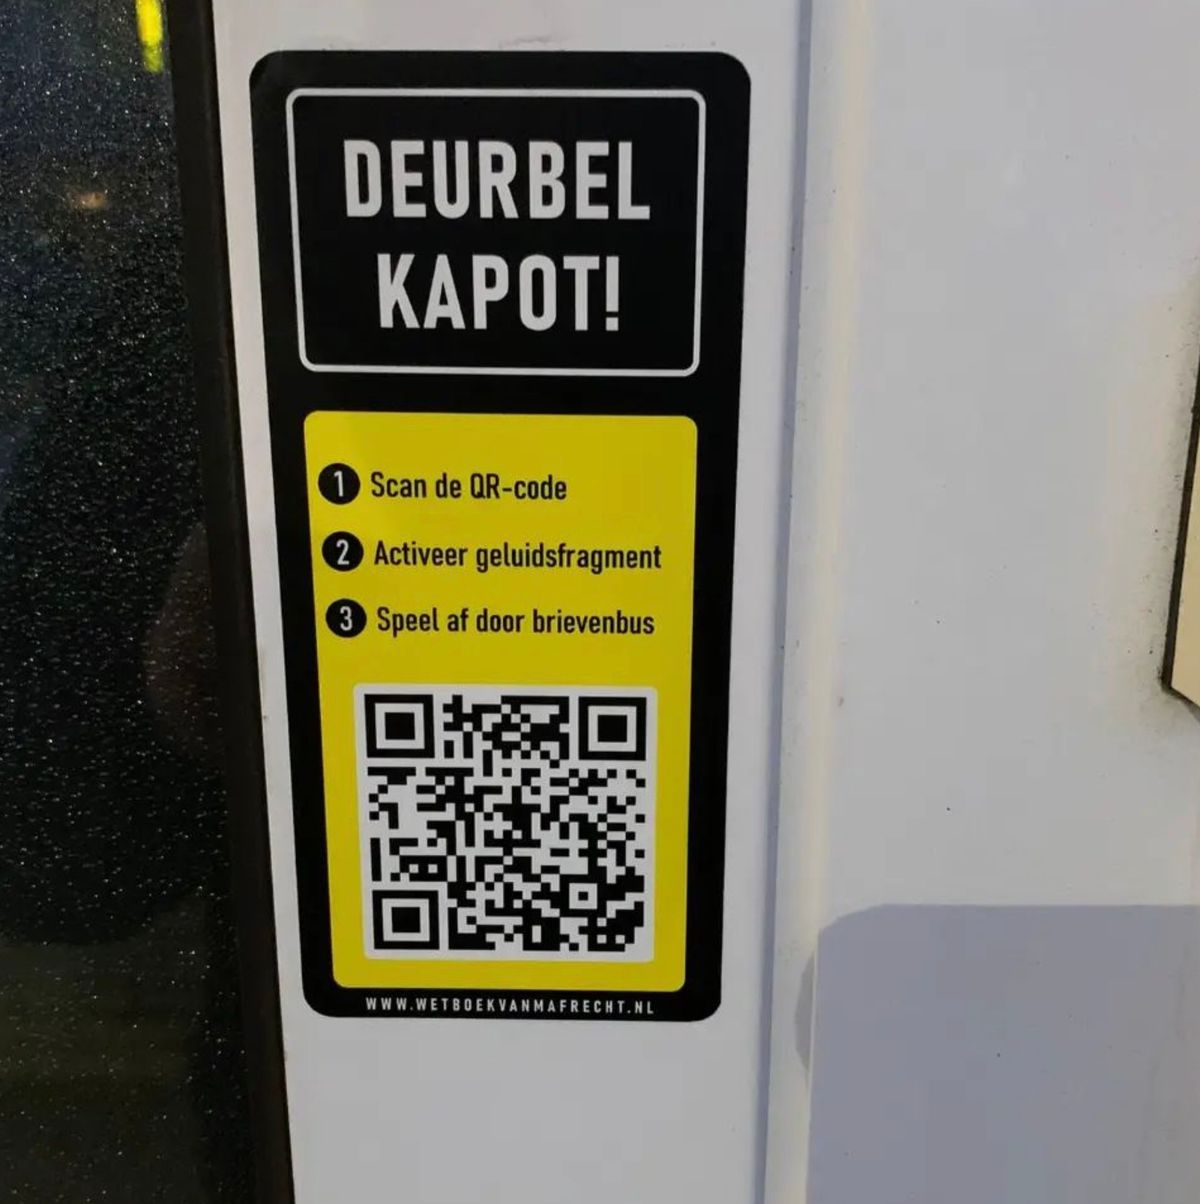 DEURBEL
KAPOT!
1 Scan de QR-code
2 Activeer geluidsfragment
3 Speel af door brievenbus
WWW.WETBOEKVANMAFRECHT.NL